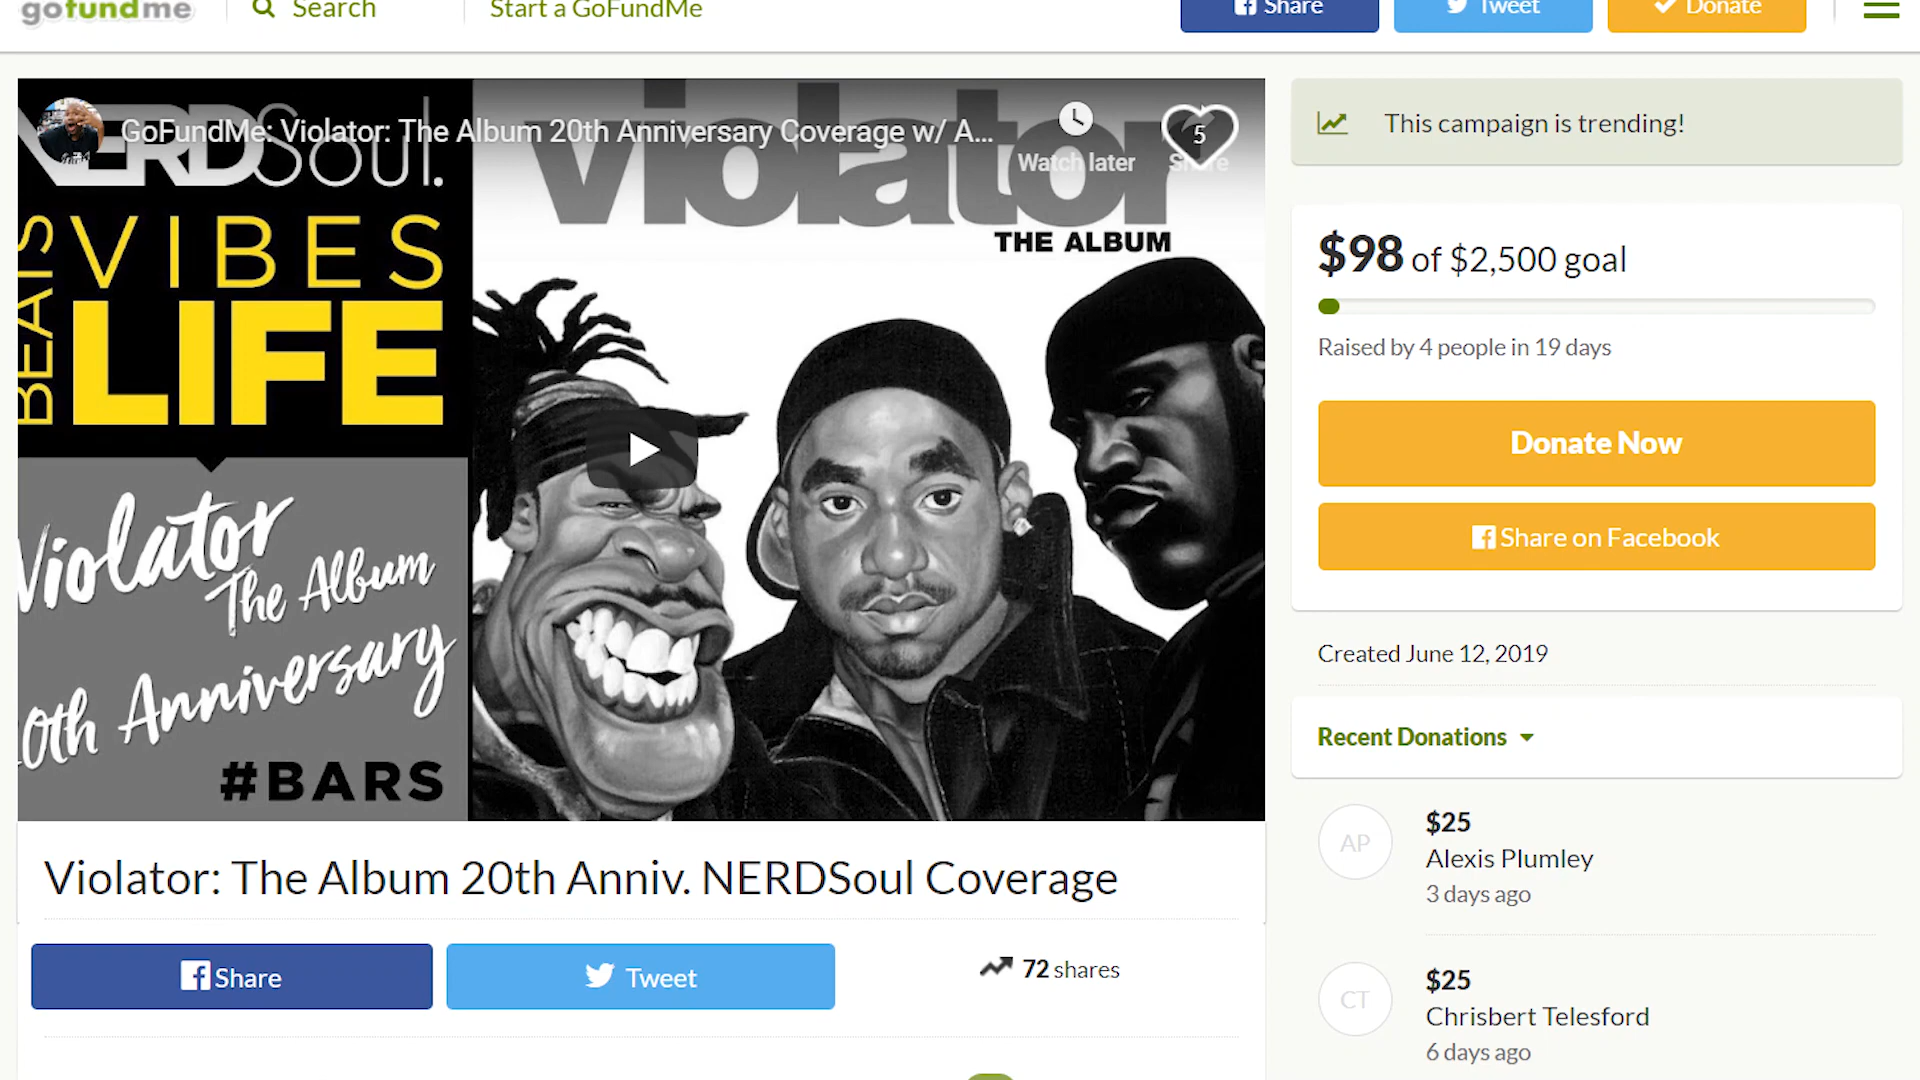 gofundme
Search
Start a GoFundMe
Share
Tweet
Donate
NERDSoul.
GoFundMe: Violator: The Album 20th Anniversary Coverage w/ A...
Watch later
Share
5
violator
THE ALBUM
BEATS
VIBES
LIFE
Violator
The Album
0th Anniversary
#BARS
This campaign is trending!
$98 of $2,500 goal
Raised by 4 people in 19 days
Donate Now
Share on Facebook
Created June 12, 2019
Recent Donations
AP
$25
Alexis Plumley
3 days ago
CT
$25
Chrisbert Telesford
6 days ago
Violator: The Album 20th Anniv. NERDSoul Coverage
Share
Tweet
72 shares